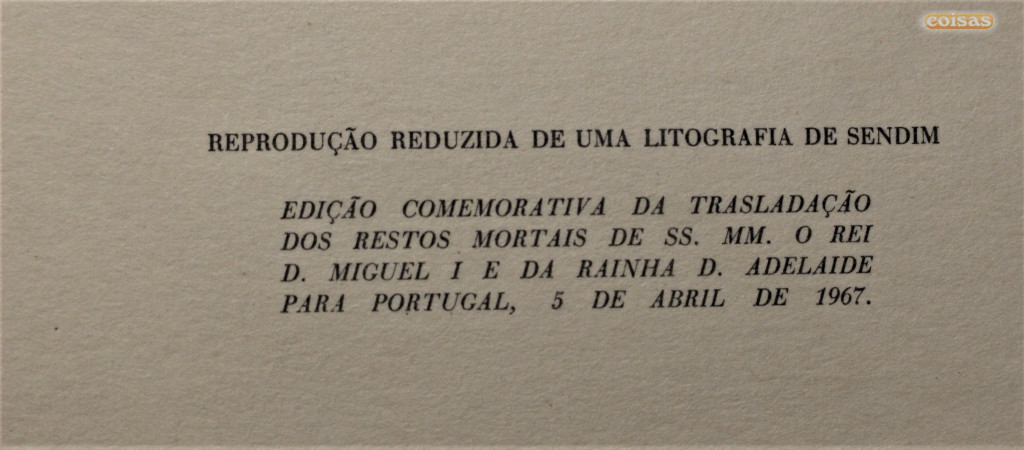 coisas
REPRODUÇÃO REDUZIDA DE UMA LITOGRAFIA DE SENDIM
EDIÇÃO COMEMORATIVA DA TRASLADAÇÃO
DOS RESTOS MORTAIS DE SS. MM. O REI
D. MIGUEL I E DA RAINHA D. ADELAIDE
PARA PORTUGAL, 5 DE ABRIL DE 1967.